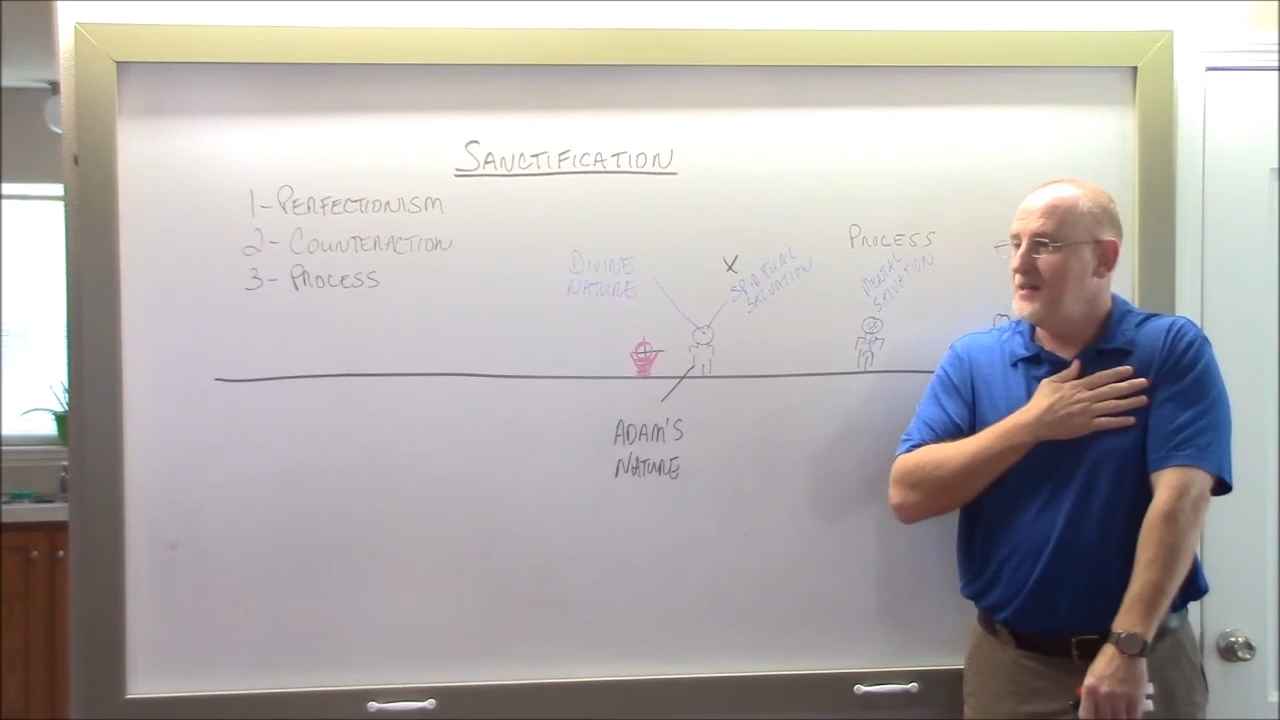 SANCTIFICATION
1-PERFECTIONISM
2-COUNTERACTION
3-PROCESS
DIVINE
NATURE
X
SPIRITUAL
SALVATION
PROCESS
MENTAL
SALVATION
ADAM'S
NATURE